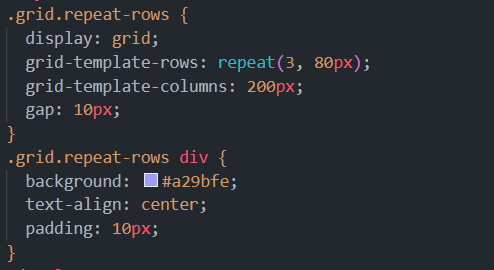 .grid.repeat-rows {
  display: grid;
  grid-template-rows: repeat(3, 80px);
  grid-template-columns: 200px;
  gap: 10px;
}
.grid.repeat-rows div {
  background: #a29bfe;
  text-align: center;
  padding: 10px;
}